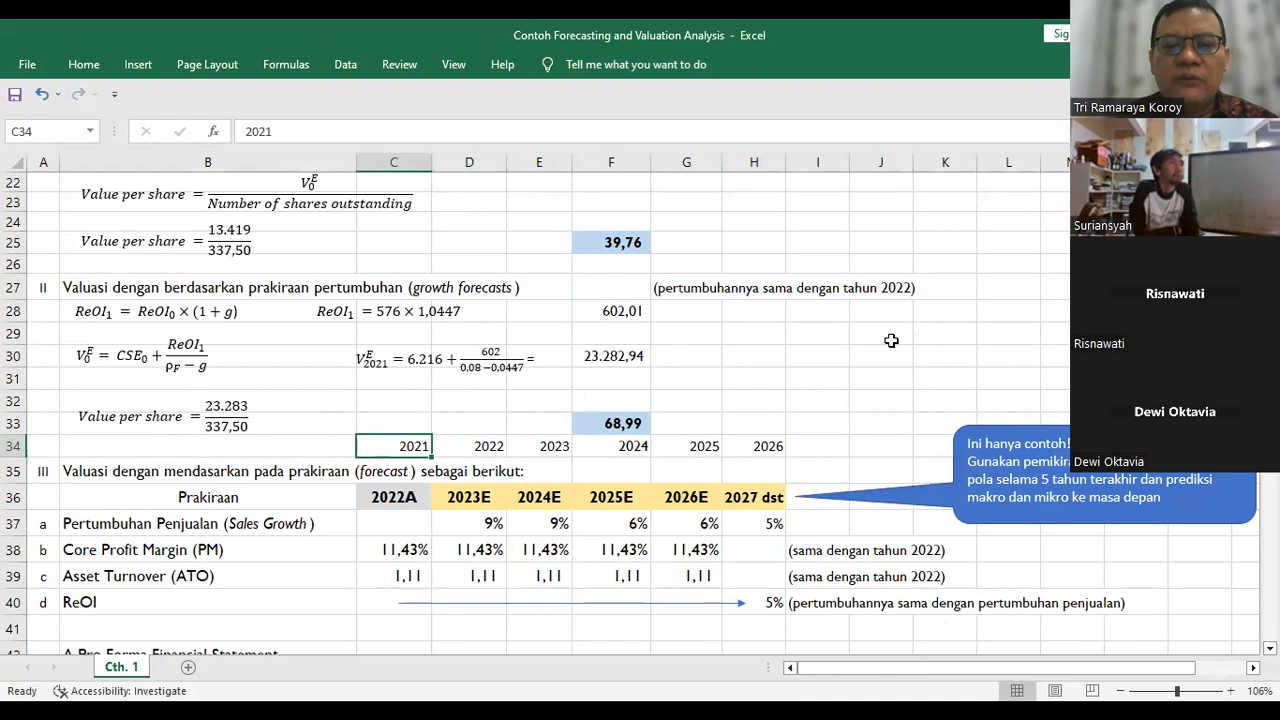 Contoh Forecasting and Valuation Analysis - Excel
Sig
File Home Insert Page Layout Formulas Data Review View Help Tell me what you want to do
C34 fx 2021
A B C D E F G H I J K L
22 Value per share = V_0^E / Number of shares outstanding
23
24
25 Value per share = 13.419 / 337,50 39,76
26
27 II Valuasi dengan berdasarkan prakiraan pertumbuhan (growth forecasts) (pertumbuhannya sama dengan tahun 2022)
28 ReOI₁ = ReOI₀ × (1 + g) ReOI₁ = 576 × 1,0447 602,01
29
30 V_0^E = CSE₀ + ReOI₁ / (ρ_F − g) V_2021^E = 6.216 + 602 / (0,08 −0,0447) = 23.282,94
31
32
33 Value per share = 23.283 / 337,50 68,99
34 2021 2022 2023 2024 2025 2026
35 III Valuasi dengan mendasarkan pada prakiraan (forecast) sebagai berikut:
36 Prakiraan 2022A 2023E 2024E 2025E 2026E 2027 dst
37 a Pertumbuhan Penjualan (Sales Growth) 9% 9% 6% 6% 5%
38 b Core Profit Margin (PM) 11,43% 11,43% 11,43% 11,43% 11,43% (sama dengan tahun 2022)
39 c Asset Turnover (ATO) 1,11 1,11 1,11 1,11 1,11 (sama dengan tahun 2022)
40 d ReOI 5% (pertumbuhannya sama dengan pertumbuhan penjualan)
41
Ini hanya contoh!
Gunakan
pola selama 5 tahun terakhir dan prediksi
makro dan mikro ke masa depan
Tri Ramaraya Koroy
Suriansyah
Risnawati
Risnawati
Dewi Oktavia
Dewi Oktavia
Cth. 1
Ready Accessibility: Investigate 106%